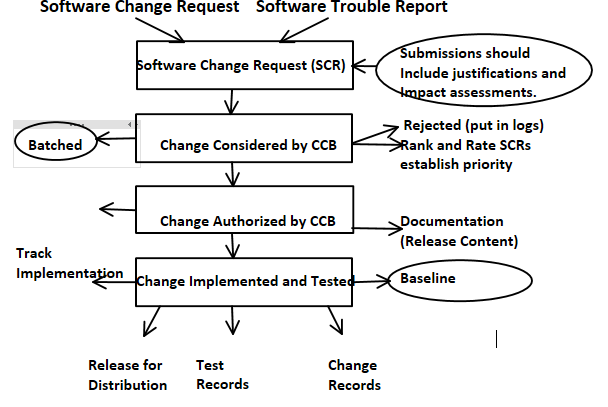 Software Change Request Software Trouble Report
Software Change Request (SCR)
Submissions should
Include justifications and
Impact assessments.
Batched
Change Considered by CCB
Rejected (put in logs)
Rank and Rate SCRs
establish priority
Change Authorized by CCB
Documentation
(Release Content)
Track
Implementation
Change Implemented and Tested
Baseline
Release for
Distribution
Test
Records
Change
Records